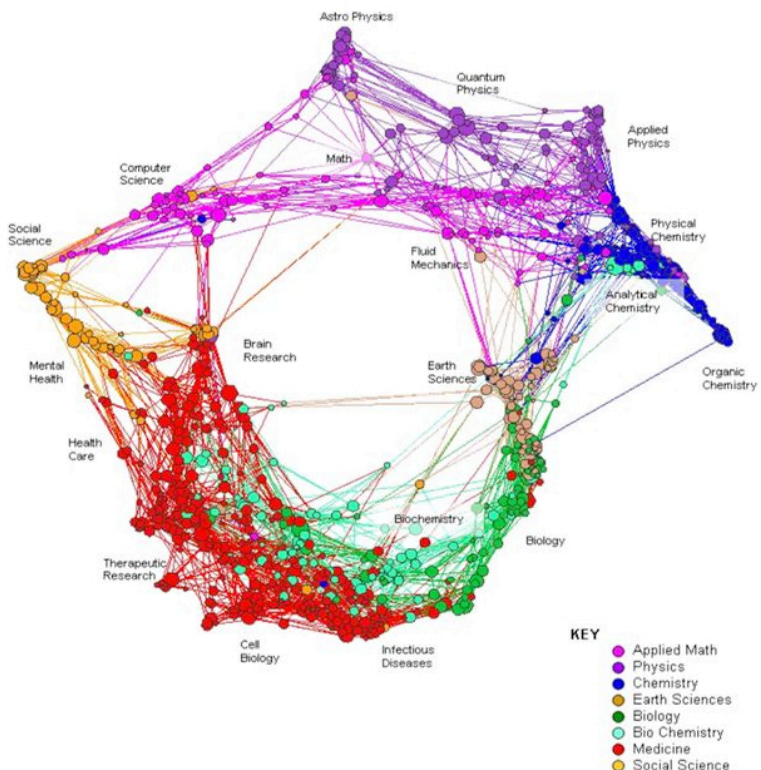 Astro Physics
Quantum
Physics
Applied
Physics
Math
Computer
Science
Social
Science
Physical
Chemistry
Fluid
Mechanics
Analytical
Chemistry
Brain
Research
Mental
Health
Earth
Sciences
Organic
Chemistry
Health
Care
Biochemistry
Biology
Therapeutic
Research
Cell
Biology
Infectious
Diseases
KEY
Applied Math
Physics
Chemistry
Earth Sciences
Biology
Bio Chemistry
Medicine
Social Science